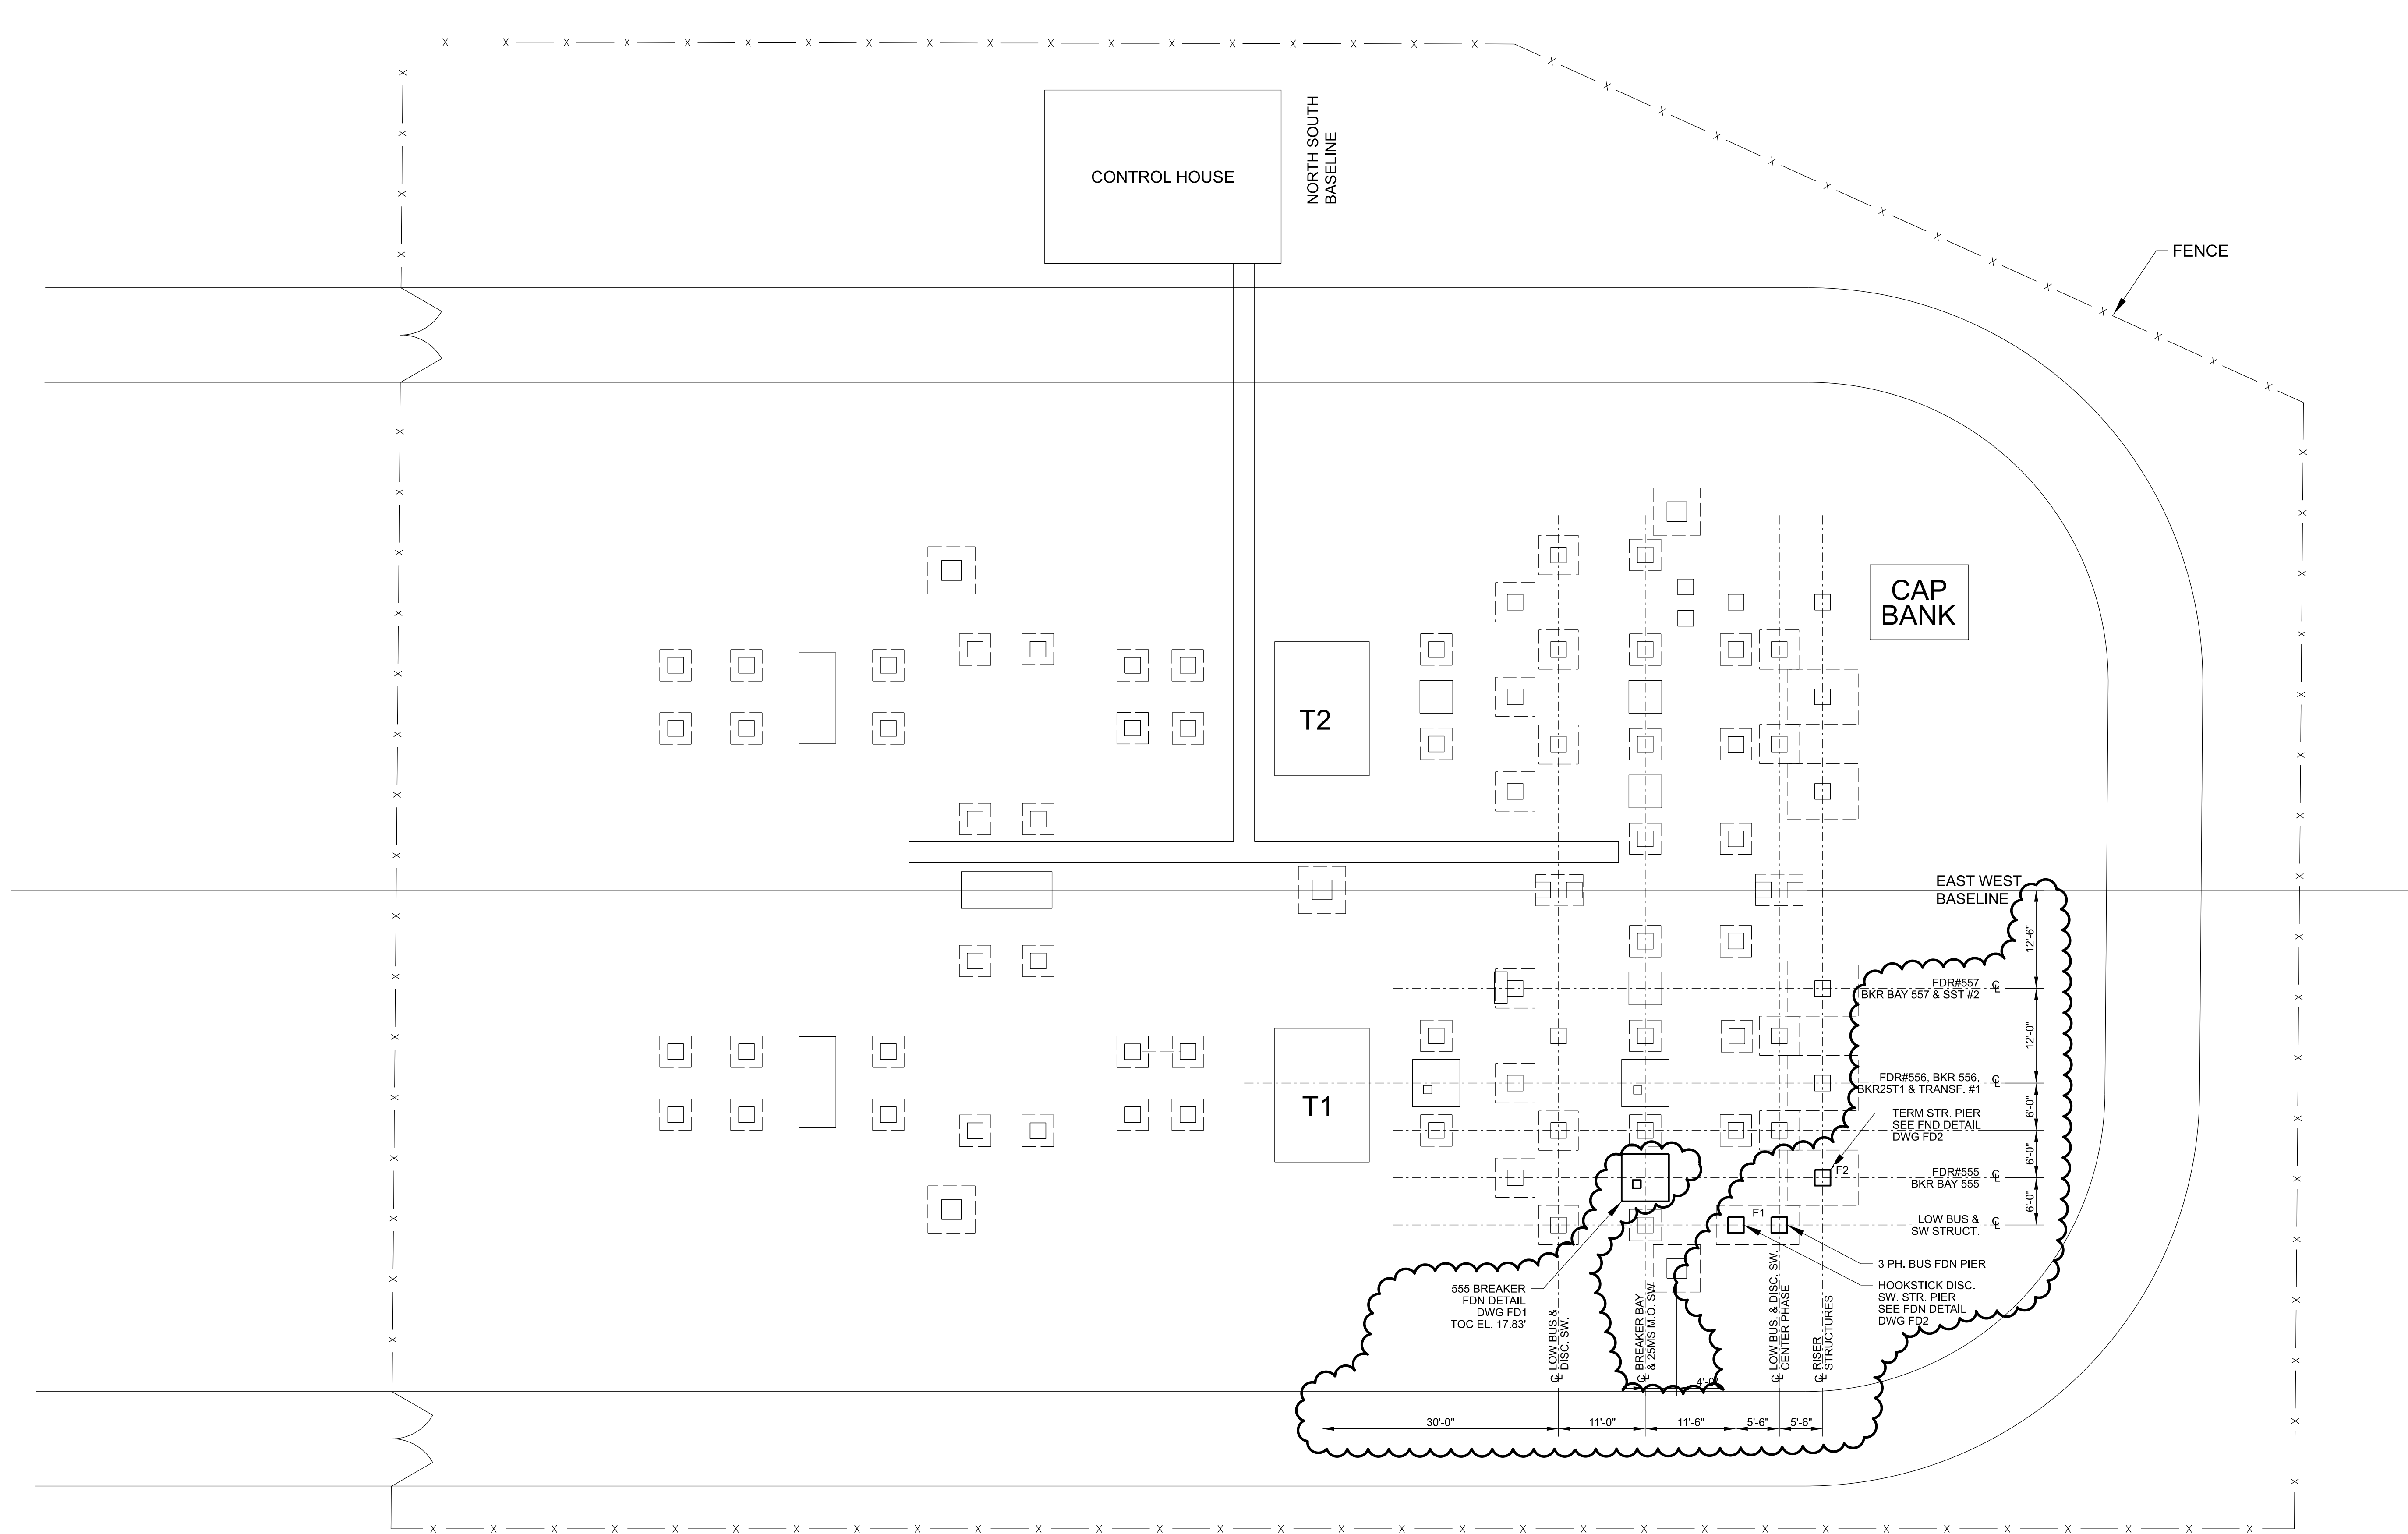 NORTH SOUTH
BASELINE
CONTROL HOUSE
FENCE
CAP
BANK
T2
EAST WEST
BASELINE
12'-6"
FDR#557
BKR BAY 557 & SST #2
℄
12'-0"
FDR#556, BKR 556,
BKR25T1 & TRANSF. #1
℄
6'-0"
T1
TERM STR. PIER
SEE FND DETAIL
DWG FD2
6'-0"
F2
FDR#555
BKR BAY 555
℄
6'-0"
F1
LOW BUS &
SW STRUCT.
℄
3 PH. BUS FDN PIER
HOOKSTICK DISC.
SW. STR. PIER
SEE FDN DETAIL
DWG FD2
555 BREAKER
FDN DETAIL
DWG FD1
TOC EL. 17.83'
℄ LOW BUS &
DISC. SW.
℄ BREAKER BAY
& 25MS M.O. SW.
℄ LOW BUS, & DISC. SW.
CENTER PHASE
℄ RISER
STRUCTURES
4'-0"
30'-0"
11'-0"
11'-6"
5'-6"
5'-6"